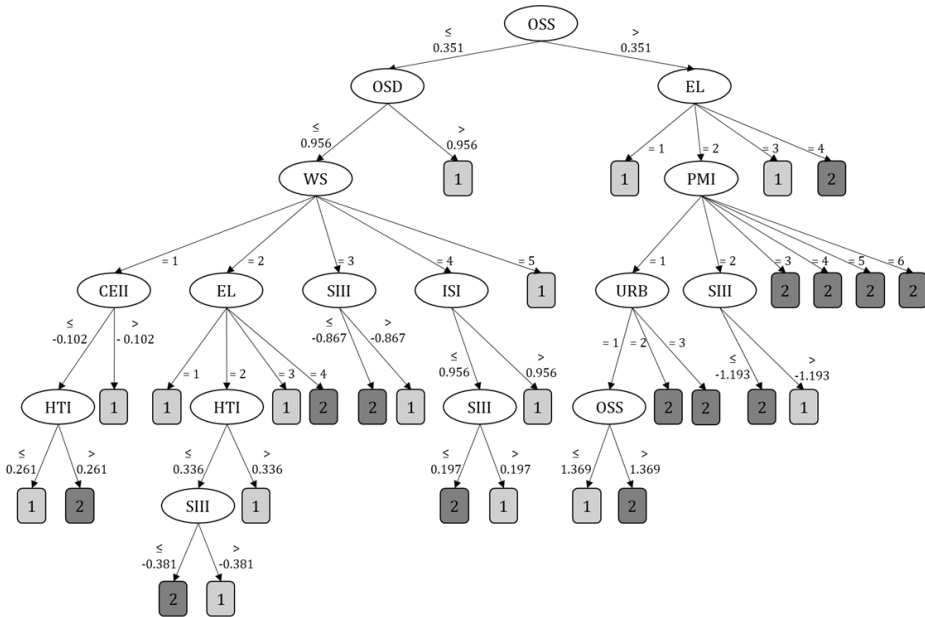 OSS
≤ >
0.351 0.351
OSD EL
≤ >
0.956 0.956
= 1 = 2 = 3 = 4
WS 1 1 PMI 1 2
= 1 = 2 = 3 = 4 = 5
= 1 = 2 = 3 = 4 = 5 = 6
CEII EL SIII ISI 1 URB SIII 2 2 2 2
≤ > ≤ >
-0.102 - 0.102 -0.867 -0.867
= 1 = 2 = 3 = 4
≤ >
0.956 0.956
= 1 = 2 = 3
≤ >
-1.193 -1.193
HTI 1 1 HTI 1 2 2 1 SIII 1 OSS 2 2 2 1
≤ > ≤ > ≤ > ≤ >
0.261 0.261 0.336 0.336 0.197 0.197 1.369 1.369
1 2 SIII 1 2 1 1 2
≤ >
-0.381 -0.381
2 1